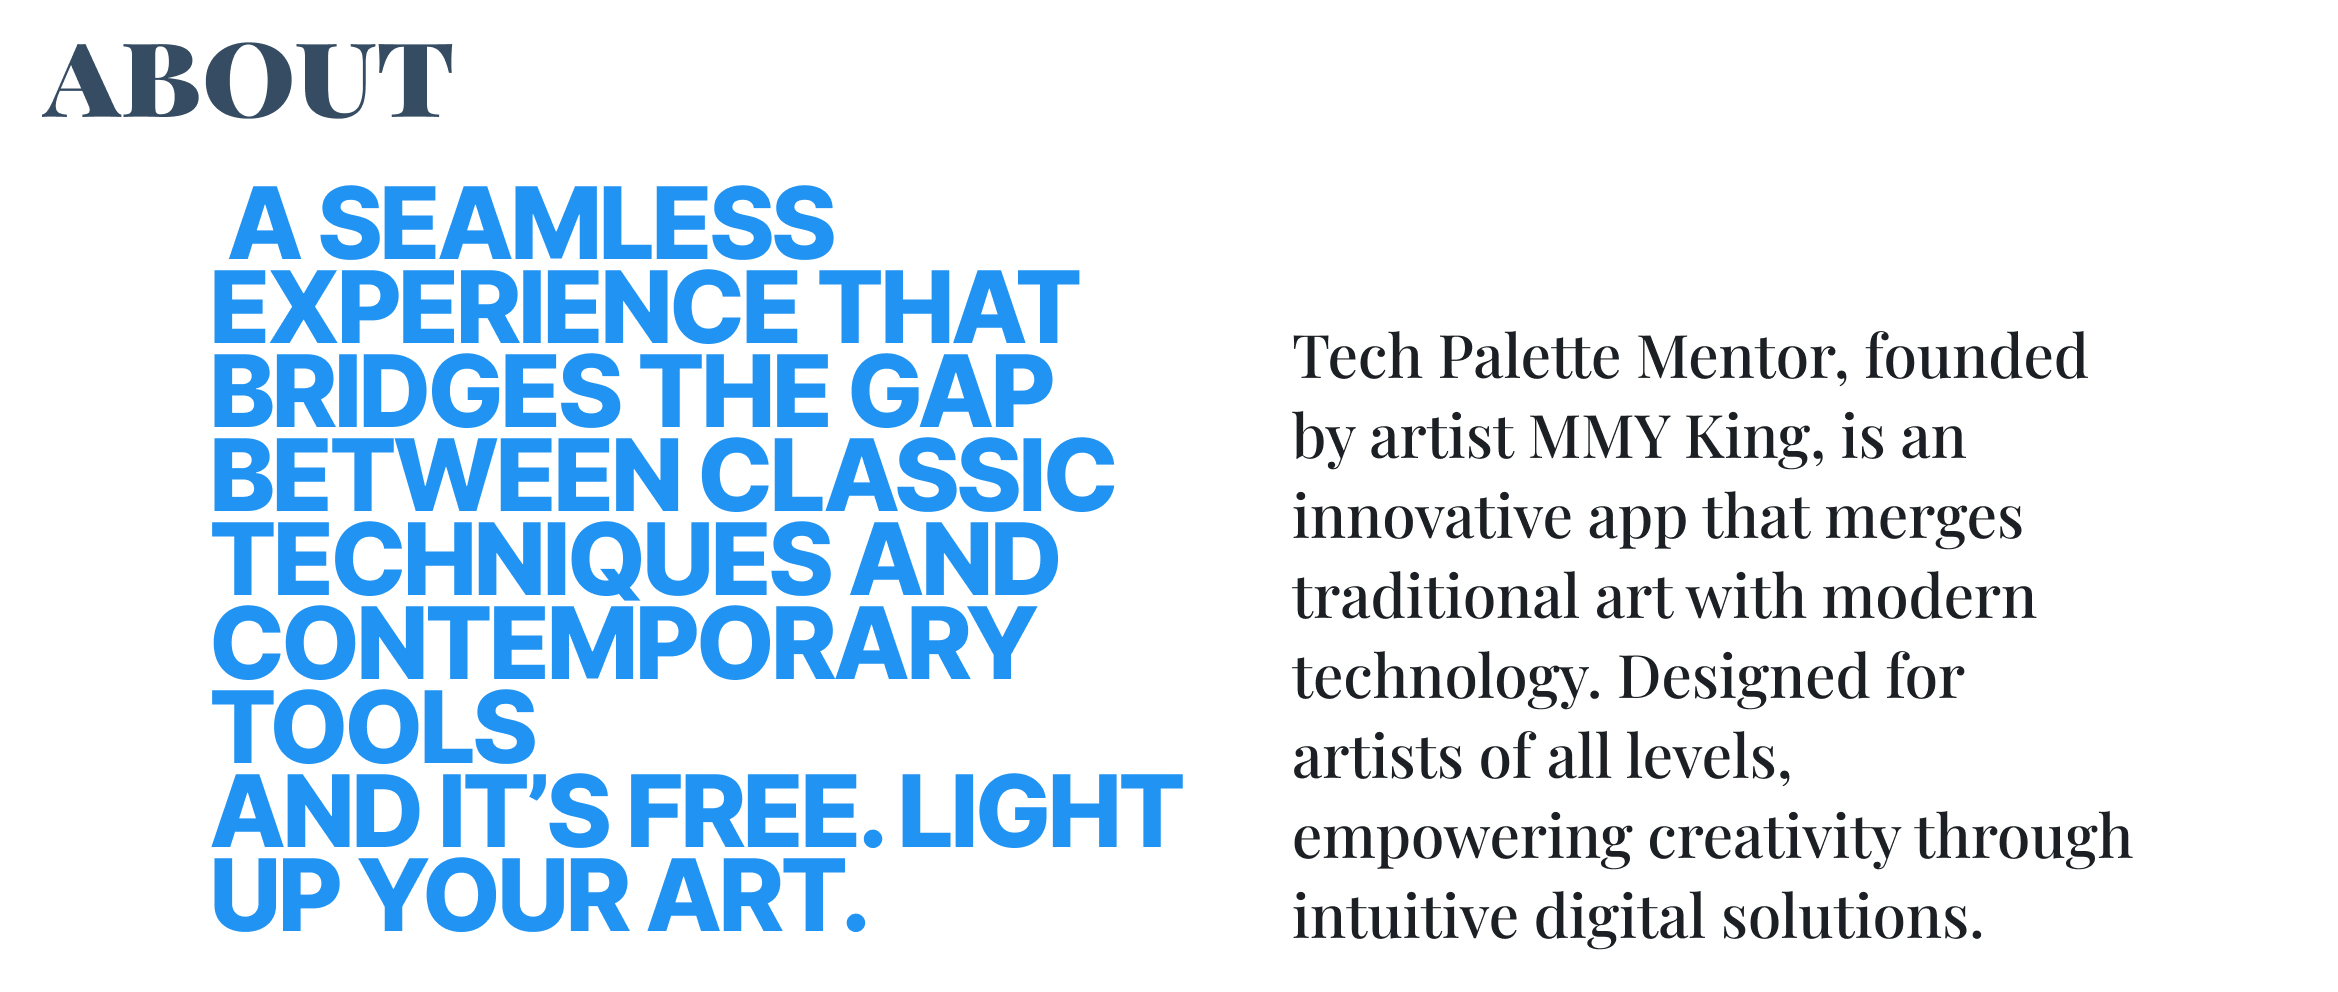 ABOUT
A SEAMLESS
EXPERIENCE THAT
BRIDGES THE GAP
BETWEEN CLASSIC
TECHNIQUES AND
CONTEMPORARY
TOOLS
AND IT’S FREE. LIGHT
UP YOUR ART.
Tech Palette Mentor, founded
by artist MMY King, is an
innovative app that merges
traditional art with modern
technology. Designed for
artists of all levels,
empowering creativity through
intuitive digital solutions.